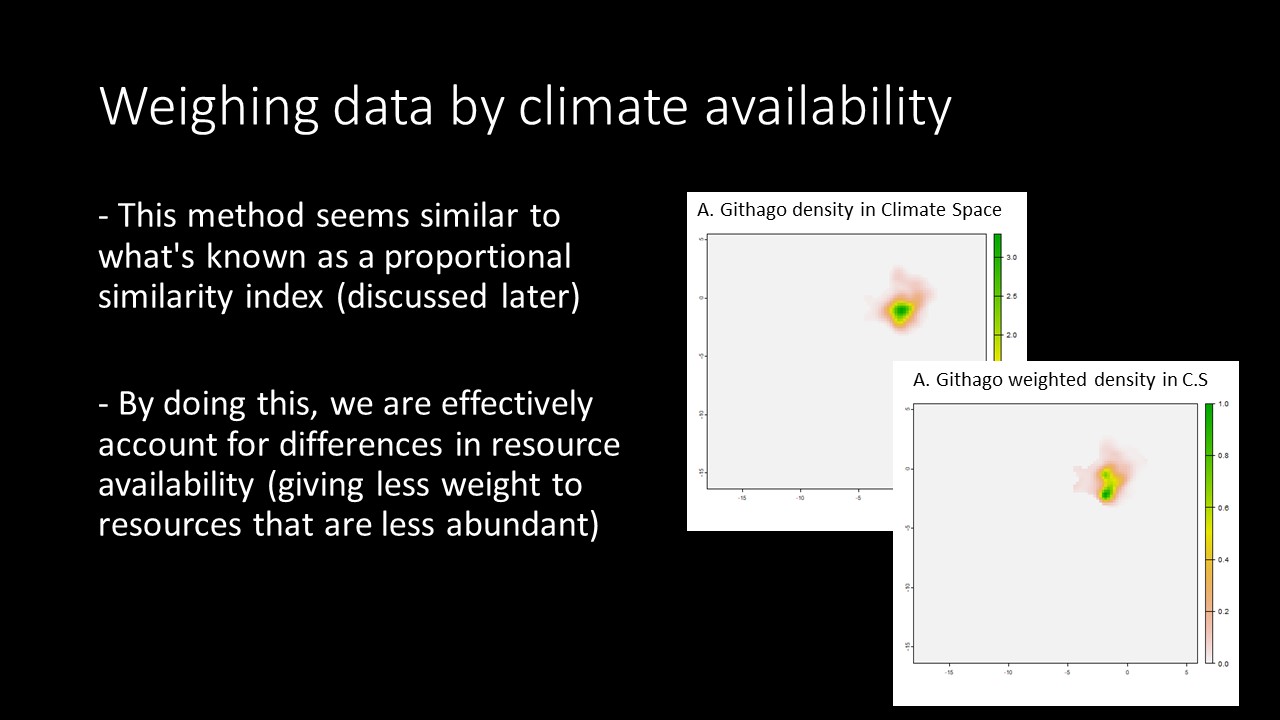 Weighing data by climate availability
- This method seems similar to
what's known as a proportional
similarity index (discussed later)
- By doing this, we are effectively
account for differences in resource
availability (giving less weight to
resources that are less abundant)
A. Githago density in Climate Space
5
0
-5
-10
-15
-15
-10
-5
3.0
2.5
2.0
A. Githago weighted density in C.S
5
0
-5
-10
-15
-15
-10
-5
0
5
1.0
0.8
0.6
0.4
0.2
0.0